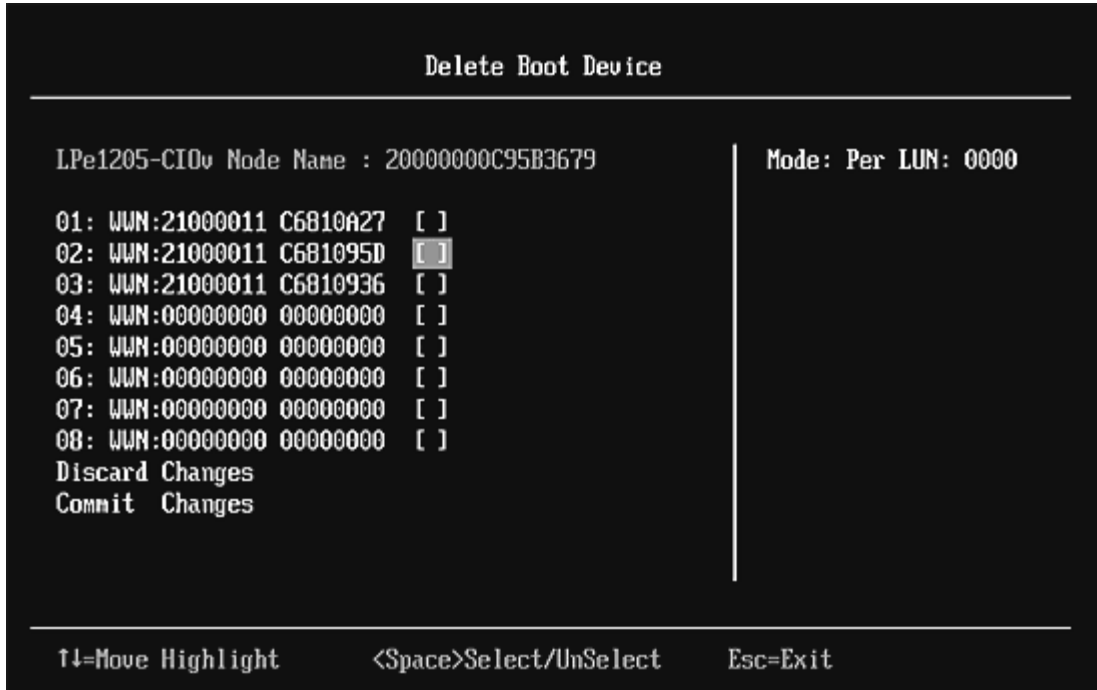 Delete Boot Device
LPe1205-CIOv Node Name : 20000000C95B3679
Mode: Per LUN: 0000
01: WWN:21000011 C6810A27 [ ]
02: WWN:21000011 C681095D [ ]
03: WWN:21000011 C6810936 [ ]
04: WWN:00000000 00000000 [ ]
05: WWN:00000000 00000000 [ ]
06: WWN:00000000 00000000 [ ]
07: WWN:00000000 00000000 [ ]
08: WWN:00000000 00000000 [ ]
Discard Changes
Commit Changes
↑↓=Move Highlight <Space>Select/UnSelect Esc=Exit